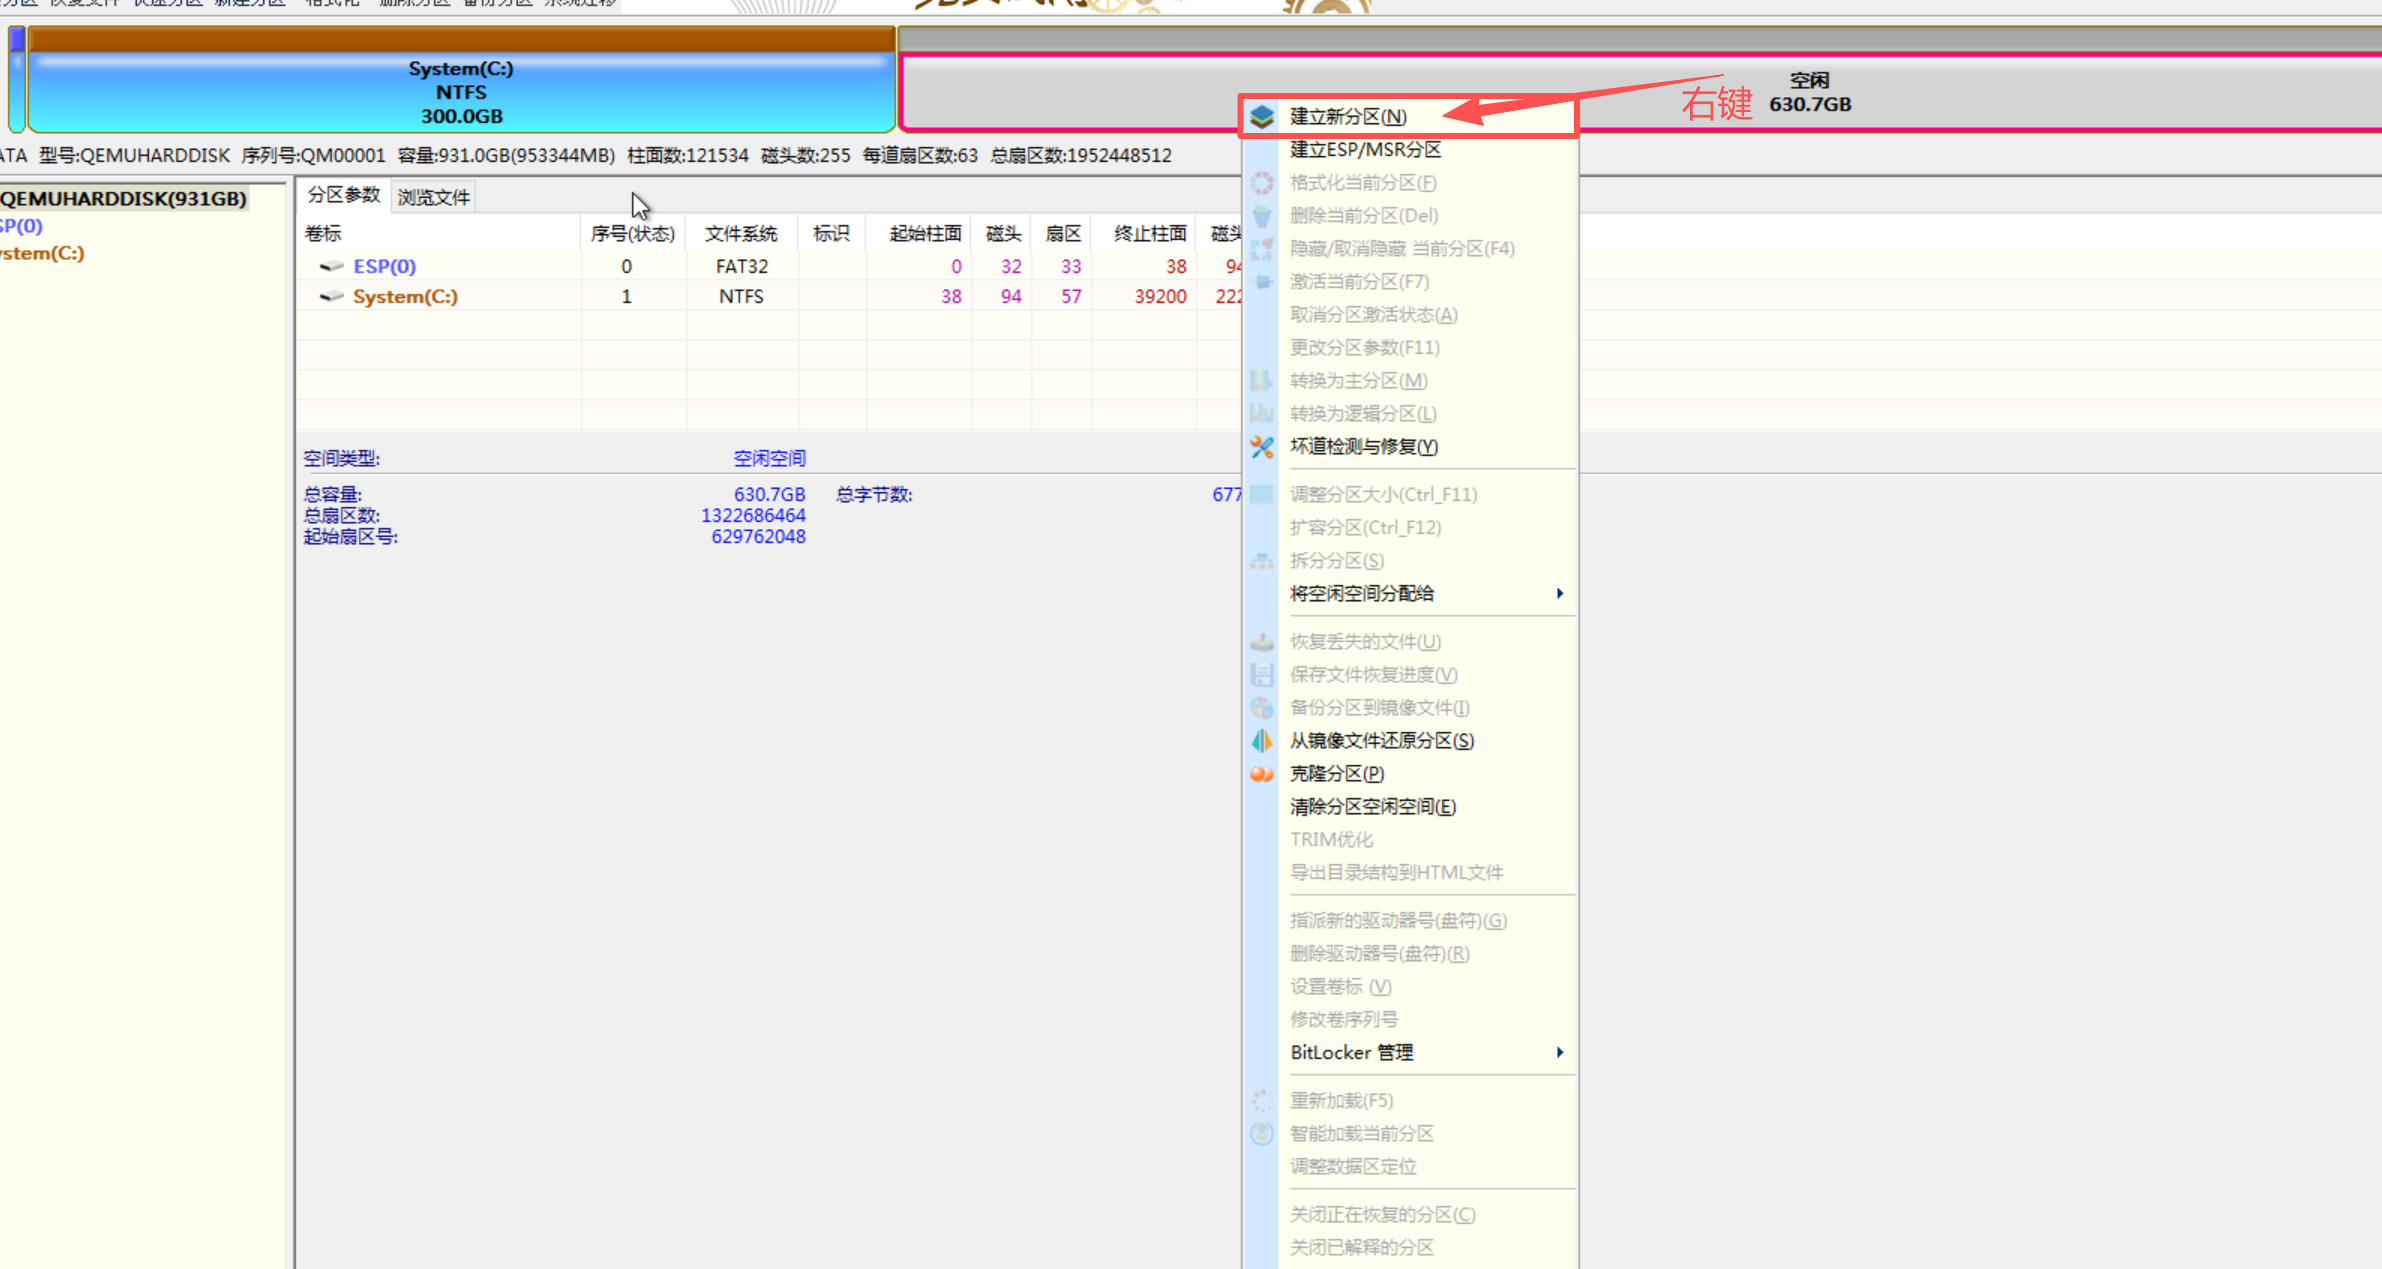 System(C:)
NTFS
300.0GB
空闲
630.7GB
右键
ATA 型号:QEMUHARDDISK 序列号:QM00001 容量:931.0GB(953344MB) 柱面数:121534 磁头数:255 每道扇区数:63 总扇区数:1952448512
QEMUHARDDISK(931GB)
SP(0)
ystem(C:)
分区参数 浏览文件
卷标 序号(状态) 文件系统 标识 起始柱面 磁头 扇区 终止柱面 磁头
ESP(0) 0 FAT32 0 32 33 38 94
System(C:) 1 NTFS 38 94 57 39200 222
空间类型: 空闲空间
总容量: 630.7GB 总字节数: 677
总扇区数: 1322686464
起始扇区号: 629762048
建立新分区(N)
建立ESP/MSR分区
格式化当前分区(F)
删除当前分区(Del)
隐藏/取消隐藏 当前分区(F4)
激活当前分区(F7)
取消分区激活状态(A)
更改分区参数(F11)
转换为主分区(M)
转换为逻辑分区(L)
坏道检测与修复(Y)
调整分区大小(Ctrl_F11)
扩容分区(Ctrl_F12)
拆分分区(S)
将空闲空间分配给
恢复丢失的文件(U)
保存文件恢复进度(V)
备份分区到镜像文件(I)
从镜像文件还原分区(S)
克隆分区(P)
清除分区空闲空间(E)
TRIM优化
导出目录结构到HTML文件
指派新的驱动器号(盘符)(G)
删除驱动器号(盘符)(R)
设置卷标 (V)
修改卷序列号
BitLocker 管理
重新加载(F5)
智能加载当前分区
调整数据区定位
关闭正在恢复的分区(C)
关闭已解释的分区